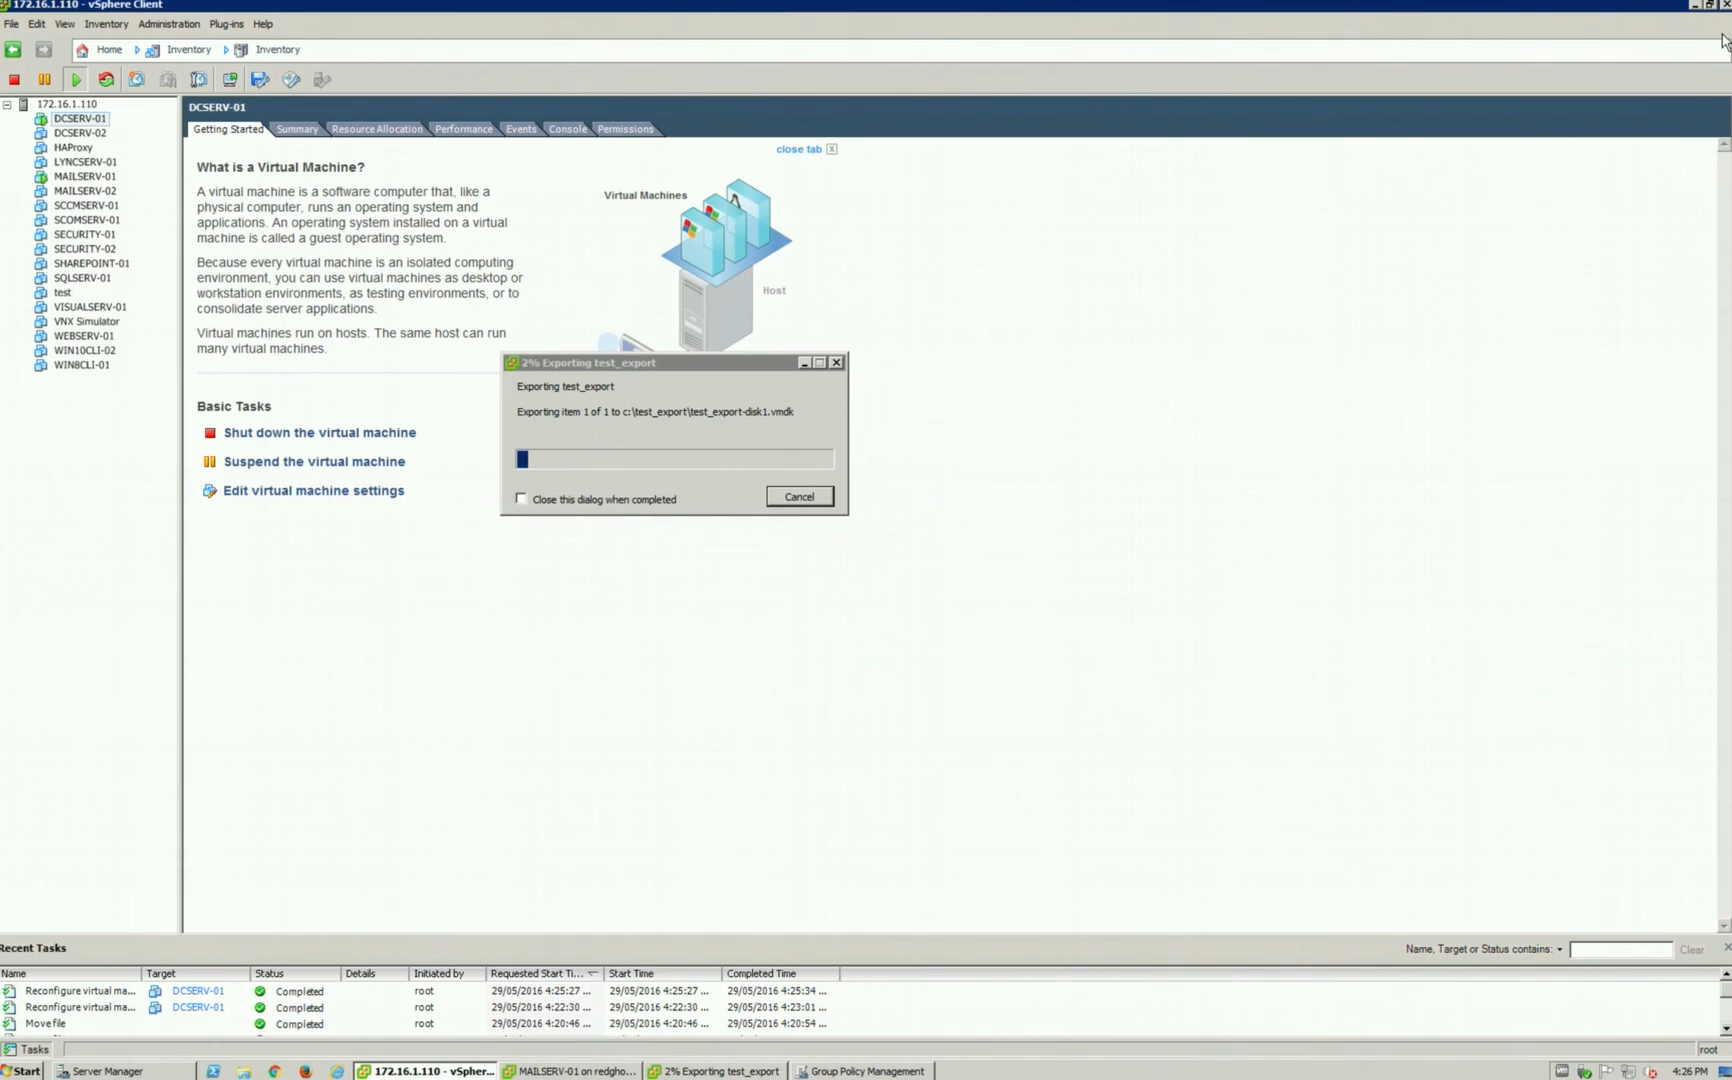 172.16.1.110 - vSphere Client
File Edit View Inventory Administration Plug-ins Help
Home Inventory Inventory
172.16.1.110
DCSERV-01
DCSERV-02
HAProxy
LYNCSERV-01
MAILSERV-01
MAILSERV-02
SCCMSERV-01
SCOMSERV-01
SECURITY-01
SECURITY-02
SHAREPOINT-01
SQLSERV-01
test
VISUALSERV-01
VNX Simulator
WEBSERV-01
WIN10CLI-02
WIN8CLI-01
DCSERV-01
Getting Started Summary Resource Allocation Performance Events Console Permissions
close tab X
What is a Virtual Machine?
A virtual machine is a software computer that, like a
physical computer, runs an operating system and
applications. An operating system installed on a virtual
machine is called a guest operating system.
Because every virtual machine is an isolated computing
environment, you can use virtual machines as desktop or
workstation environments, as testing environments, or to
consolidate server applications.
Virtual machines run on hosts. The same host can run
many virtual machines.
Virtual Machines
Host
Basic Tasks
Shut down the virtual machine
Suspend the virtual machine
Edit virtual machine settings
2% Exporting test_export
Exporting test_export
Exporting item 1 of 1 to c:\test_export\test_export-disk1.vmdk
Close this dialog when completed
Cancel
Recent Tasks
Name, Target or Status contains: Clear
Name Target Status Details Initiated by Requested Start Ti... Start Time Completed Time
Reconfigure virtual ma... DCSERV-01 Completed root 29/05/2016 4:25:27 ... 29/05/2016 4:25:27 ... 29/05/2016 4:25:34 ...
Reconfigure virtual ma... DCSERV-01 Completed root 29/05/2016 4:22:30 ... 29/05/2016 4:22:30 ... 29/05/2016 4:23:01 ...
Move file Completed root 29/05/2016 4:20:46 ... 29/05/2016 4:20:46 ... 29/05/2016 4:20:54 ...
Tasks root
Start Server Manager 172.16.1.110 - vSpher... MAILSERV-01 on redgho... 2% Exporting test_export Group Policy Management 4:26 PM